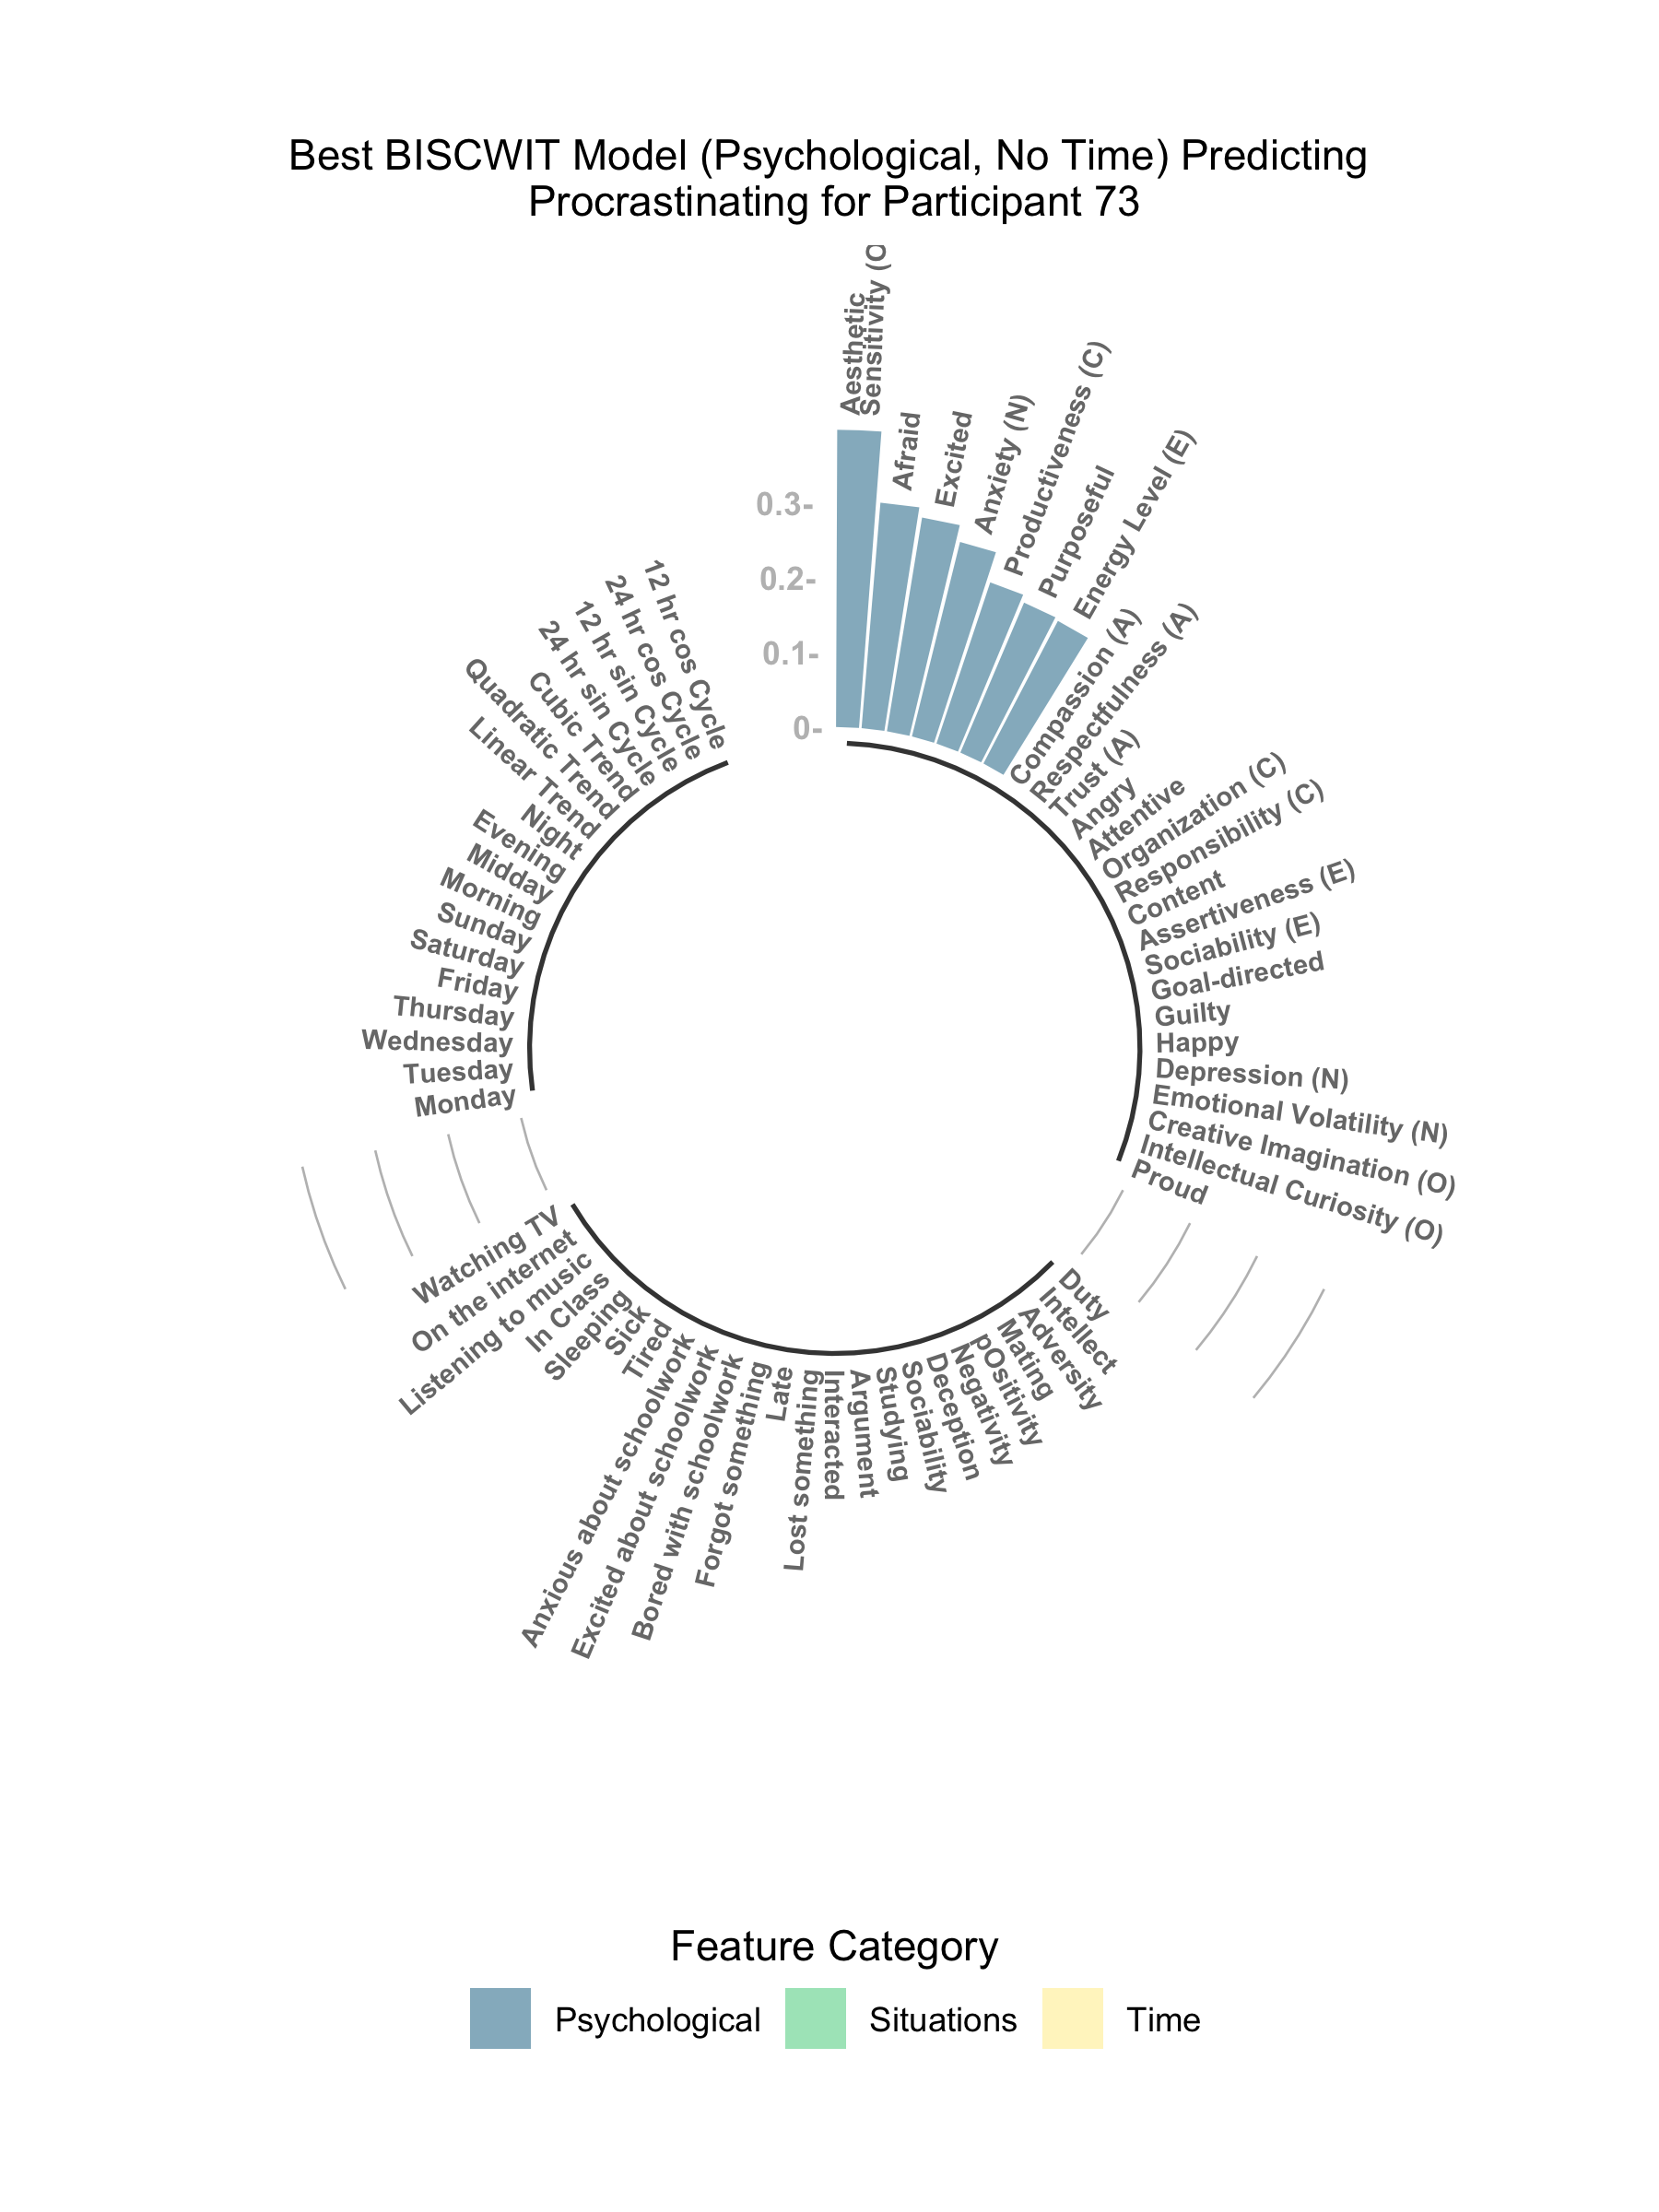 Best BISCWIT Model (Psychological, No Time) Predicting
Procrastinating for Participant 73
0.3-
0.2-
0.1-
0-
Aesthetic
Sensitivity (O
Afraid
Excited
Anxiety (N)
Productiveness (C)
Purposeful
Energy Level (E)
Compassion (A)
Respectfulness (A)
Trust (A)
Angry
Attentive
Organization (C)
Responsibility (C)
Content
Assertiveness (E)
Sociability (E)
Goal-directed
Guilty
Happy
Depression (N)
Emotional Volatility (N)
Creative Imagination (O)
Intellectual Curiosity (O)
Proud
Duty
Intellect
Adversity
Mating
pOsitivity
Negativity
Deception
Sociability
Studying
Argument
Interacted
Lost something
Late
Forgot something
Bored with schoolwork
Excited about schoolwork
Anxious about schoolwork
Tired
Sick
Sleeping
In Class
Listening to music
On the internet
Watching TV
Monday
Tuesday
Wednesday
Thursday
Friday
Saturday
Sunday
Morning
Midday
Evening
Night
Linear Trend
Quadratic Trend
Cubic Trend
24 hr sin Cycle
12 hr sin Cycle
24 hr cos Cycle
12 hr cos Cycle
Feature Category
Psychological
Situations
Time